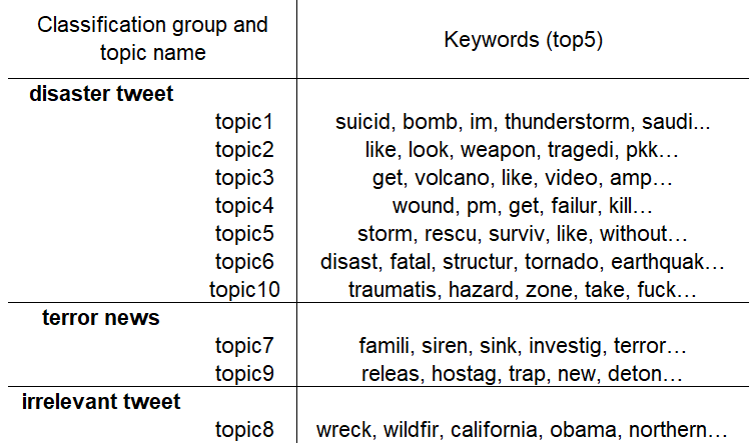 Classification group and topic name Keywords (top5)
disaster tweet
topic1 suicid, bomb, im, thunderstorm, saudi...
topic2 like, look, weapon, tragedi, pkk…
topic3 get, volcano, like, video, amp…
topic4 wound, pm, get, failur, kill…
topic5 storm, rescu, surviv, like, without…
topic6 disast, fatal, structur, tornado, earthquak…
topic10 traumatis, hazard, zone, take, fuck…
terror news
topic7 famili, siren, sink, investig, terror…
topic9 releas, hostag, trap, new, deton…
irrelevant tweet
topic8 wreck, wildfir, california, obama, northern…